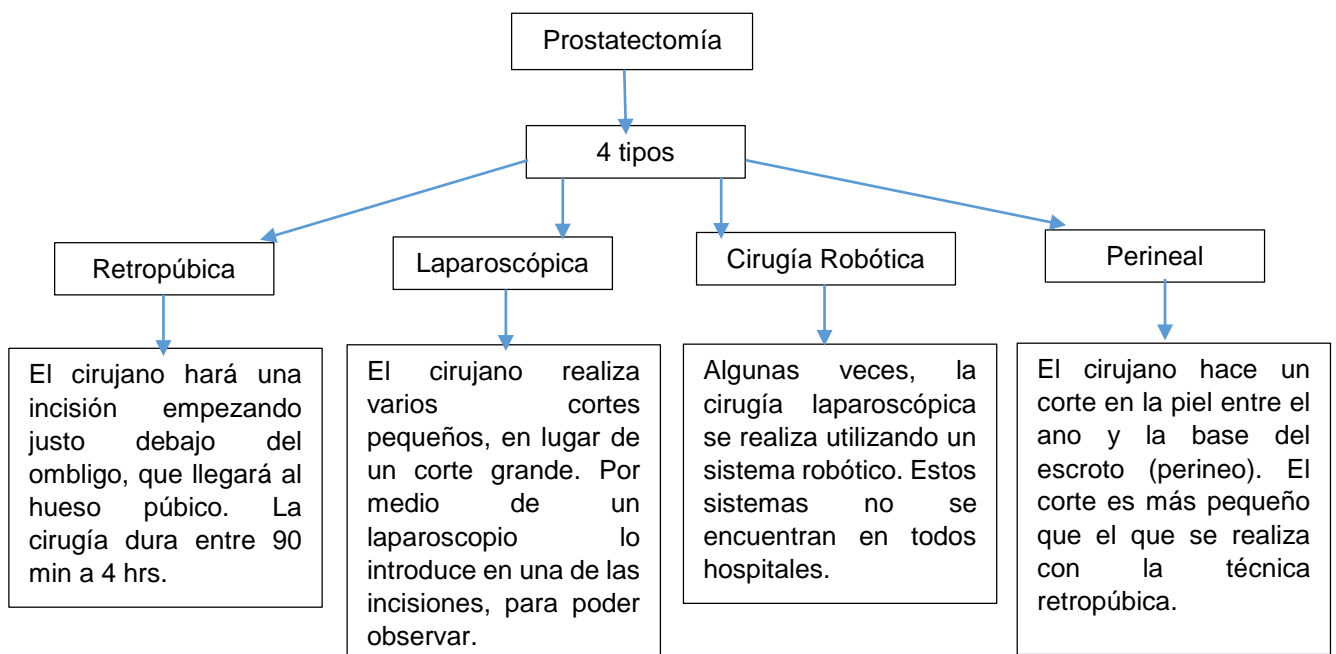 Prostatectomía
4 tipos
Retropúbica
Laparoscópica
Cirugía Robótica
Perineal
El cirujano hará una
incisión empezando
justo debajo del
ombligo, que llegará al
hueso púbico. La
cirugía dura entre 90
min a 4 hrs.
El cirujano realiza
varios cortes
pequeños, en lugar de
un corte grande. Por
medio de un
laparoscopio lo
introduce en una de las
incisiones, para poder
observar.
Algunas veces, la
cirugía laparoscópica
se realiza utilizando un
sistema robótico. Estos
sistemas no se
encuentran en todos
hospitales.
El cirujano hace un
corte en la piel entre el
ano y la base del
escroto (perineo). El
corte es más pequeño
que el que se realiza
con la técnica
retropúbica.